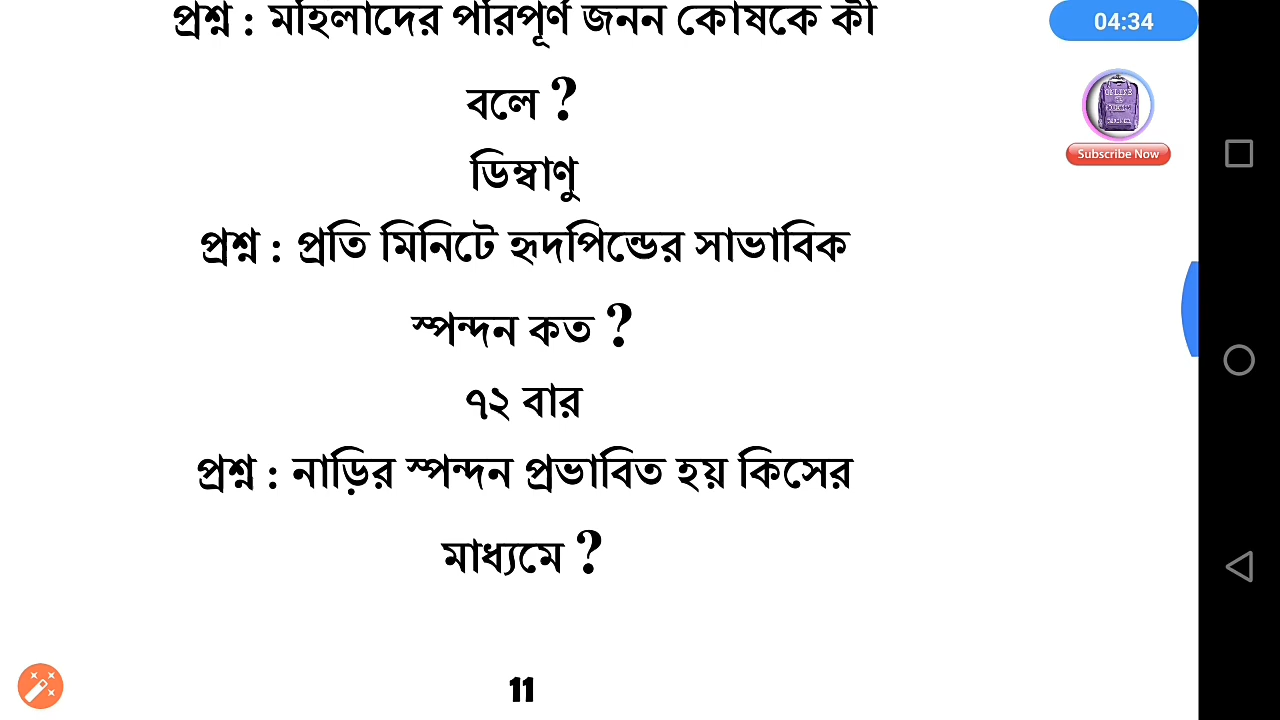 প্রশ্ন : মহিলাদের পরিপূর্ণ জনন কোষকে কী
04:34
বলে ?
Subscribe Now
ডিম্বাণু
প্রশ্ন : প্রতি মিনিটে হৃদপিন্ডের সাভাবিক
স্পন্দন কত ?
৭২ বার
প্রশ্ন : নাড়ির স্পন্দন প্রভাবিত হয় কিসের
মাধ্যমে ?
11